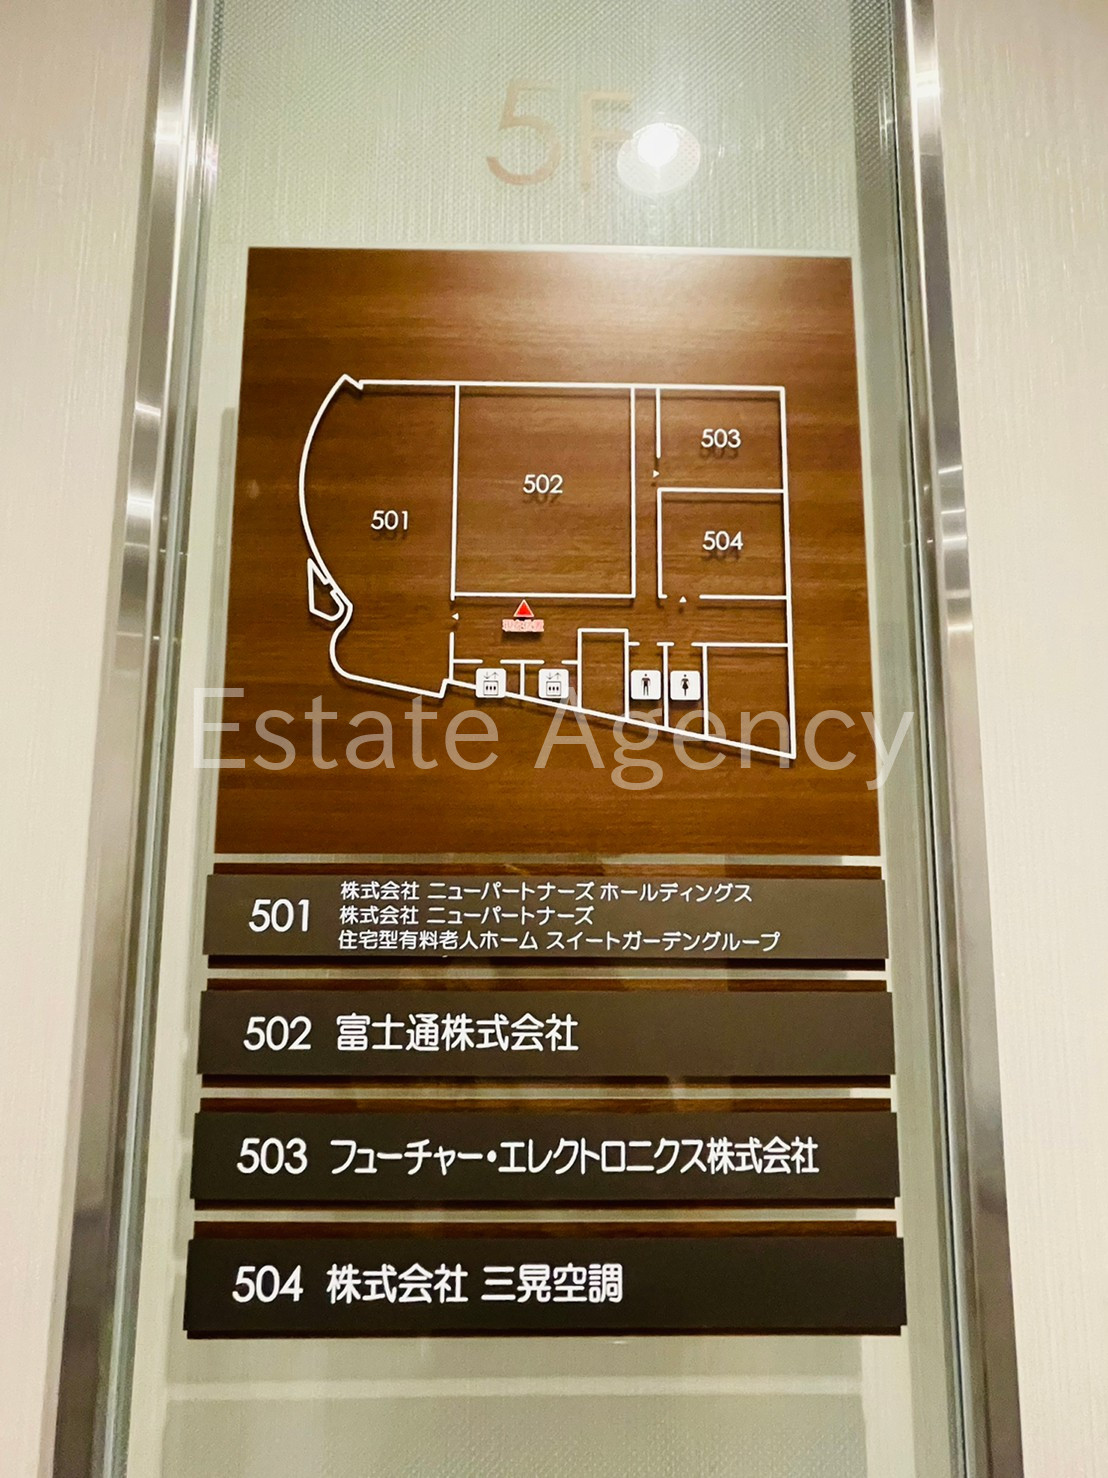 5F
503
502
501
504
現在位置
Estate Agency
501 株式会社 ニューパートナーズ ホールディングス
株式会社 ニューパートナーズ
住宅型有料老人ホーム スイートガーデングループ
502 富士通株式会社
503 フューチャー・エレクトロニクス株式会社
504 株式会社 三晃空調